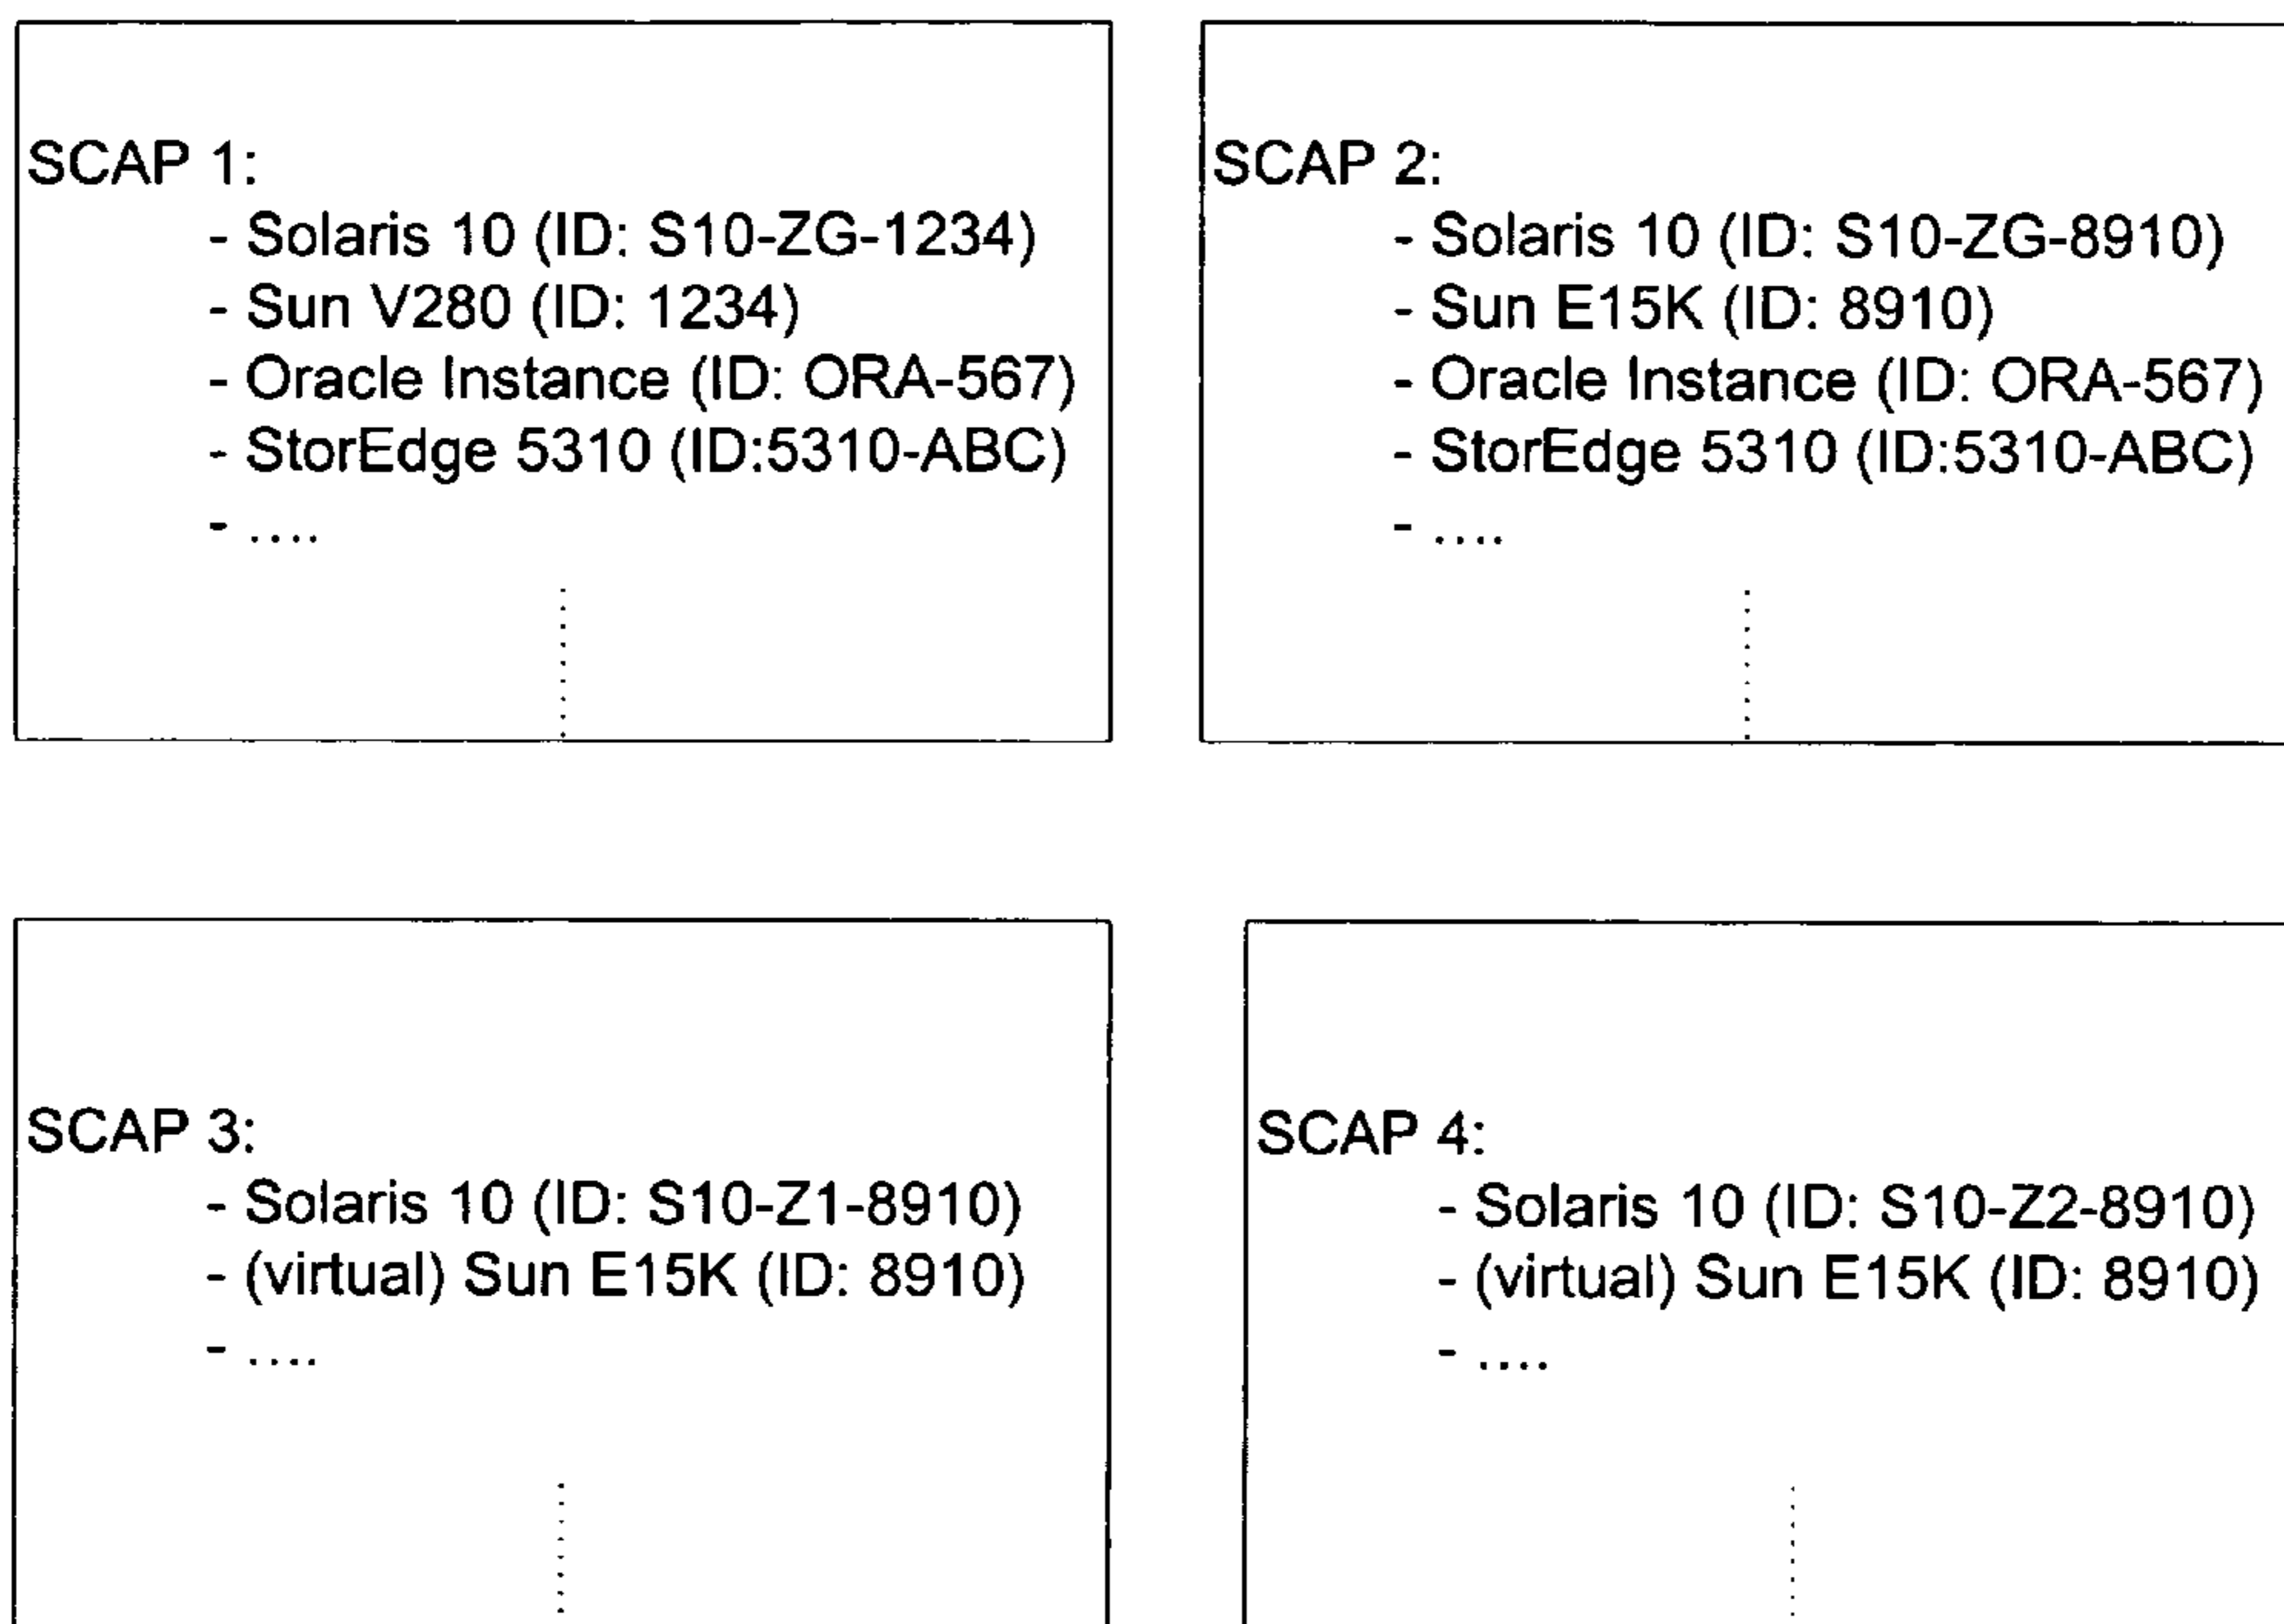 SCAP 1:
- Solaris 10 (ID: S10-ZG-1234)
- Sun V280 (ID: 1234)
- Oracle Instance (ID: ORA-567)
- StorEdge 5310 (ID:5310-ABC)
- ....
SCAP 2:
- Solaris 10 (ID: S10-ZG-8910)
- Sun E15K (ID: 8910)
- Oracle Instance (ID: ORA-567)
- StorEdge 5310 (ID:5310-ABC)
- ....
SCAP 3:
- Solaris 10 (ID: S10-Z1-8910)
- (virtual) Sun E15K (ID: 8910)
- ....
SCAP 4:
- Solaris 10 (ID: S10-Z2-8910)
- (virtual) Sun E15K (ID: 8910)
- ....